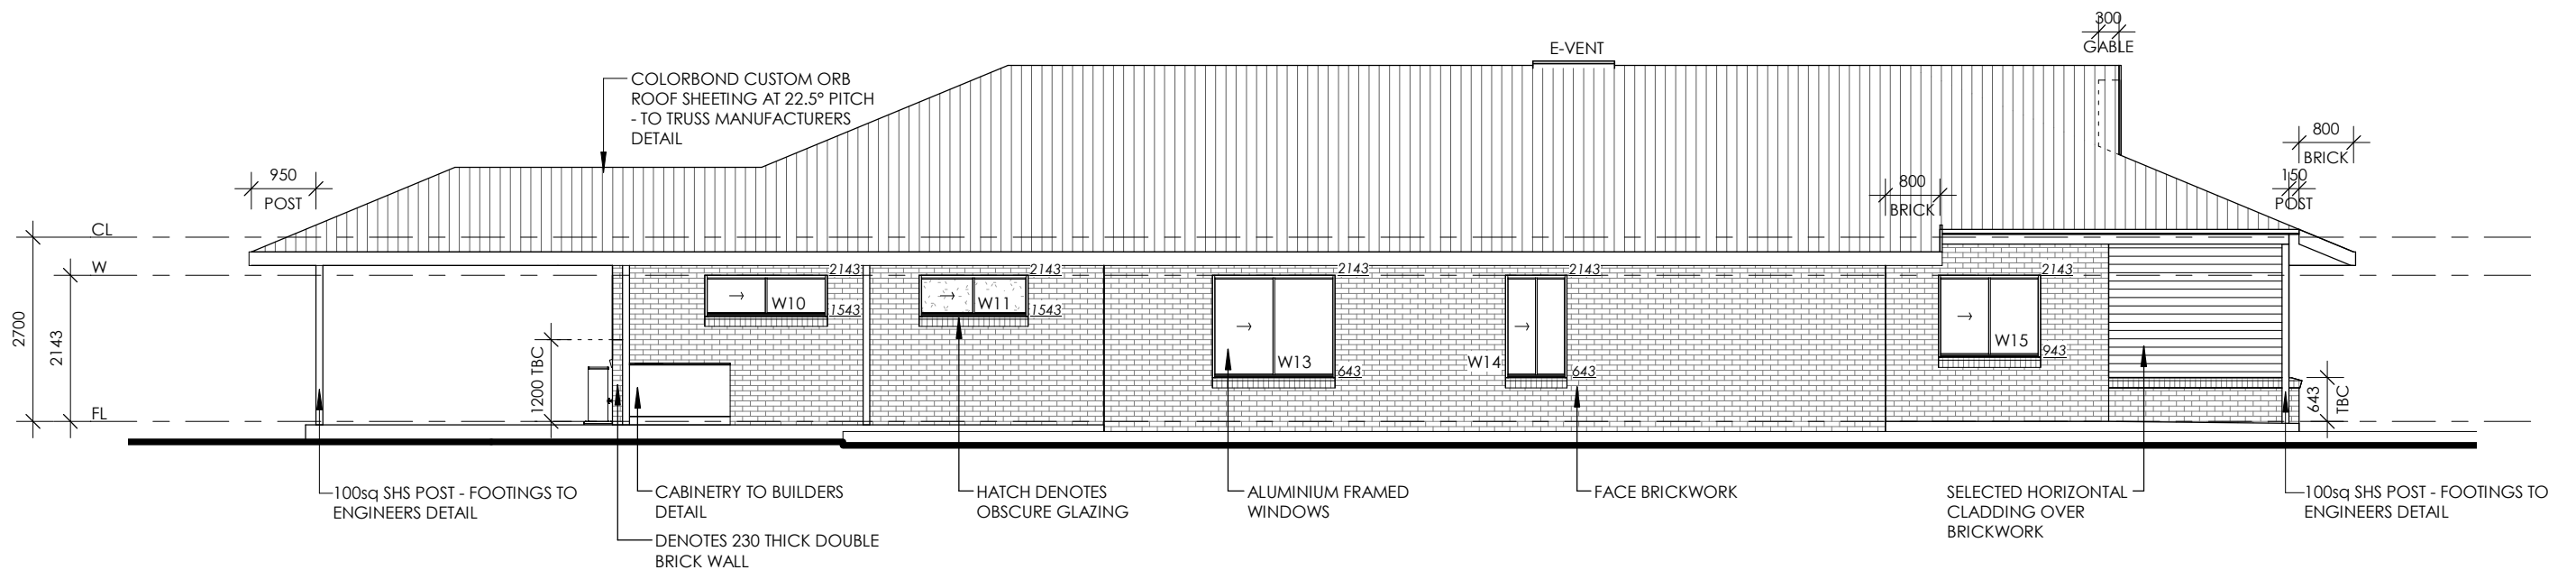 300
GABLE
E-VENT
COLORBOND CUSTOM ORB
ROOF SHEETING AT 22.5° PITCH
- TO TRUSS MANUFACTURERS
DETAIL
800
BRICK
950
POST
800
BRICK
150
POST
CL
W
FL
2700
2143
2143
1543
W10
2143
1543
W11
2143
643
W13
2143
643
W14
2143
943
W15
1200 TBC
643
TBC
100sq SHS POST - FOOTINGS TO
ENGINEERS DETAIL
CABINETRY TO BUILDERS
DETAIL
DENOTES 230 THICK DOUBLE
BRICK WALL
HATCH DENOTES
OBSCURE GLAZING
ALUMINIUM FRAMED
WINDOWS
FACE BRICKWORK
SELECTED HORIZONTAL
CLADDING OVER
BRICKWORK
100sq SHS POST - FOOTINGS TO
ENGINEERS DETAIL